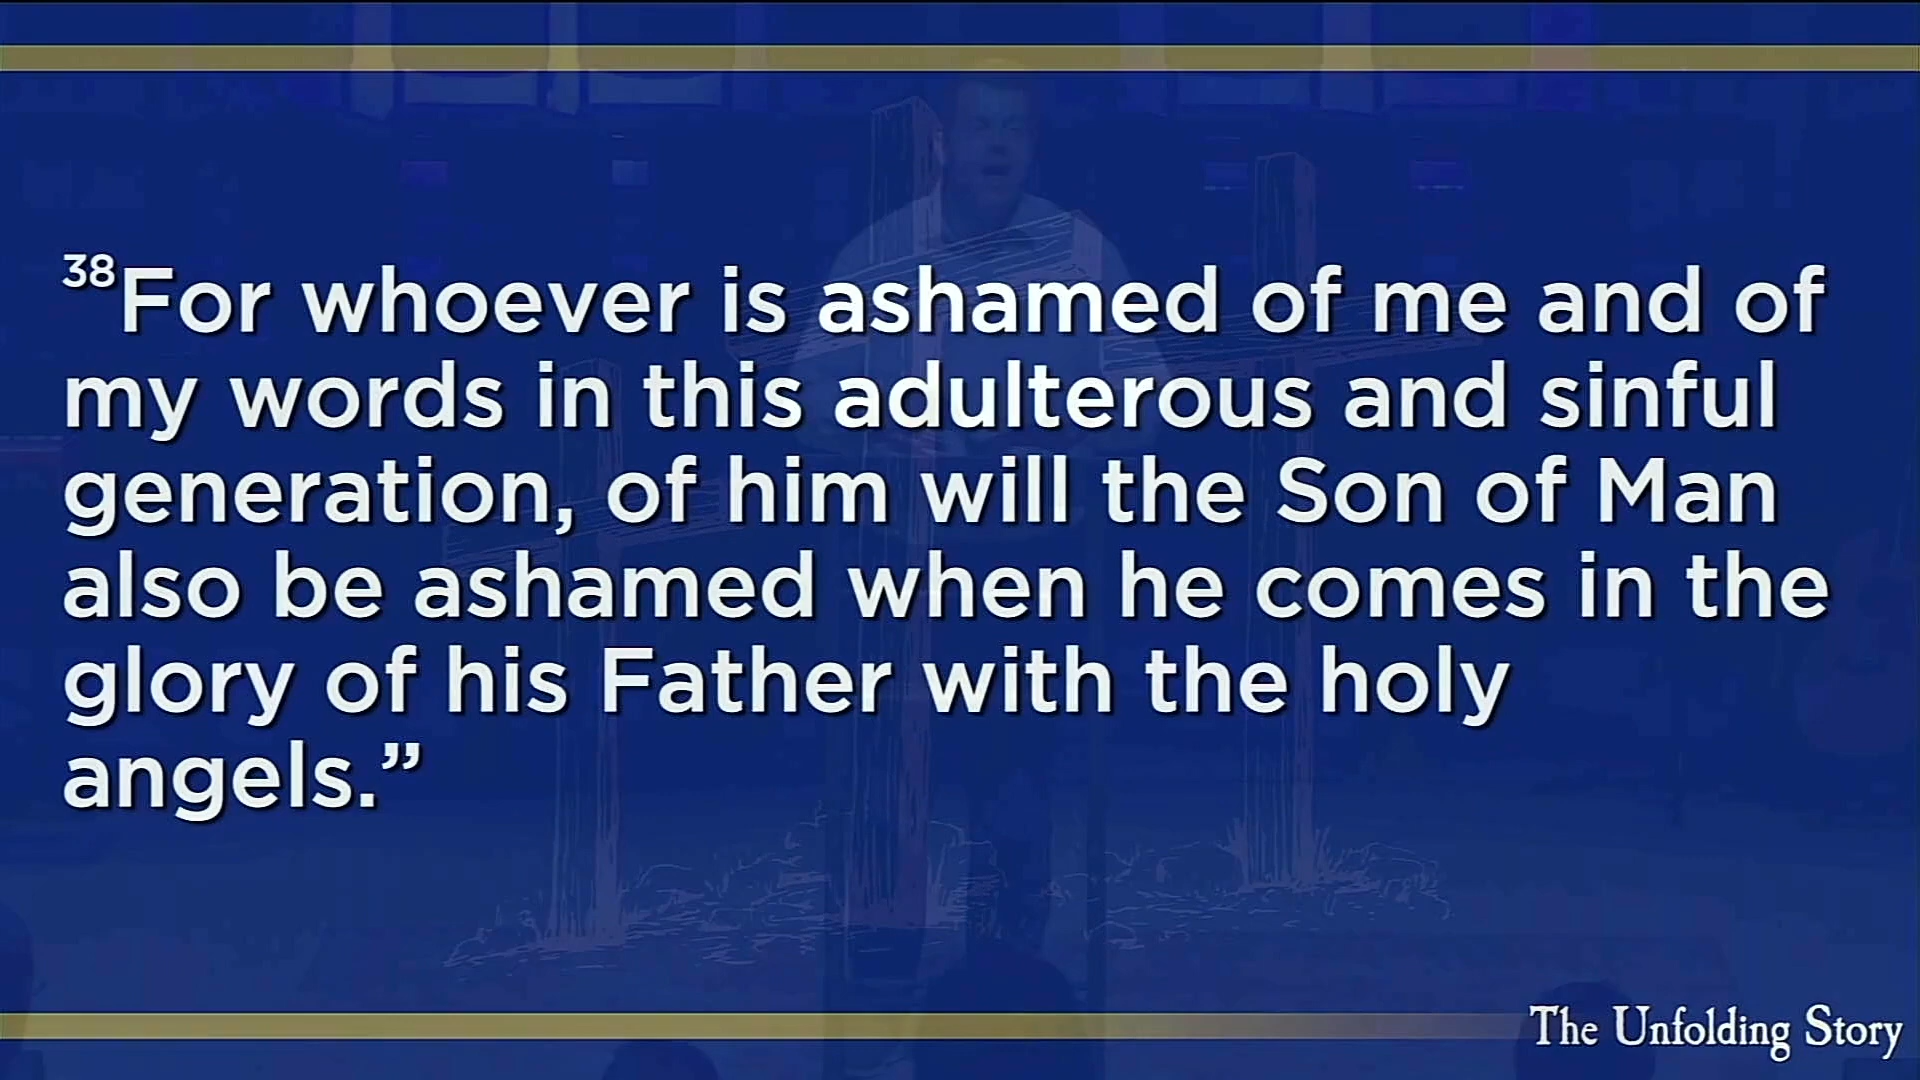 38For whoever is ashamed of me and of
my words in this adulterous and sinful
generation, of him will the Son of Man
also be ashamed when he comes in the
glory of his Father with the holy
angels.”
The Unfolding Story